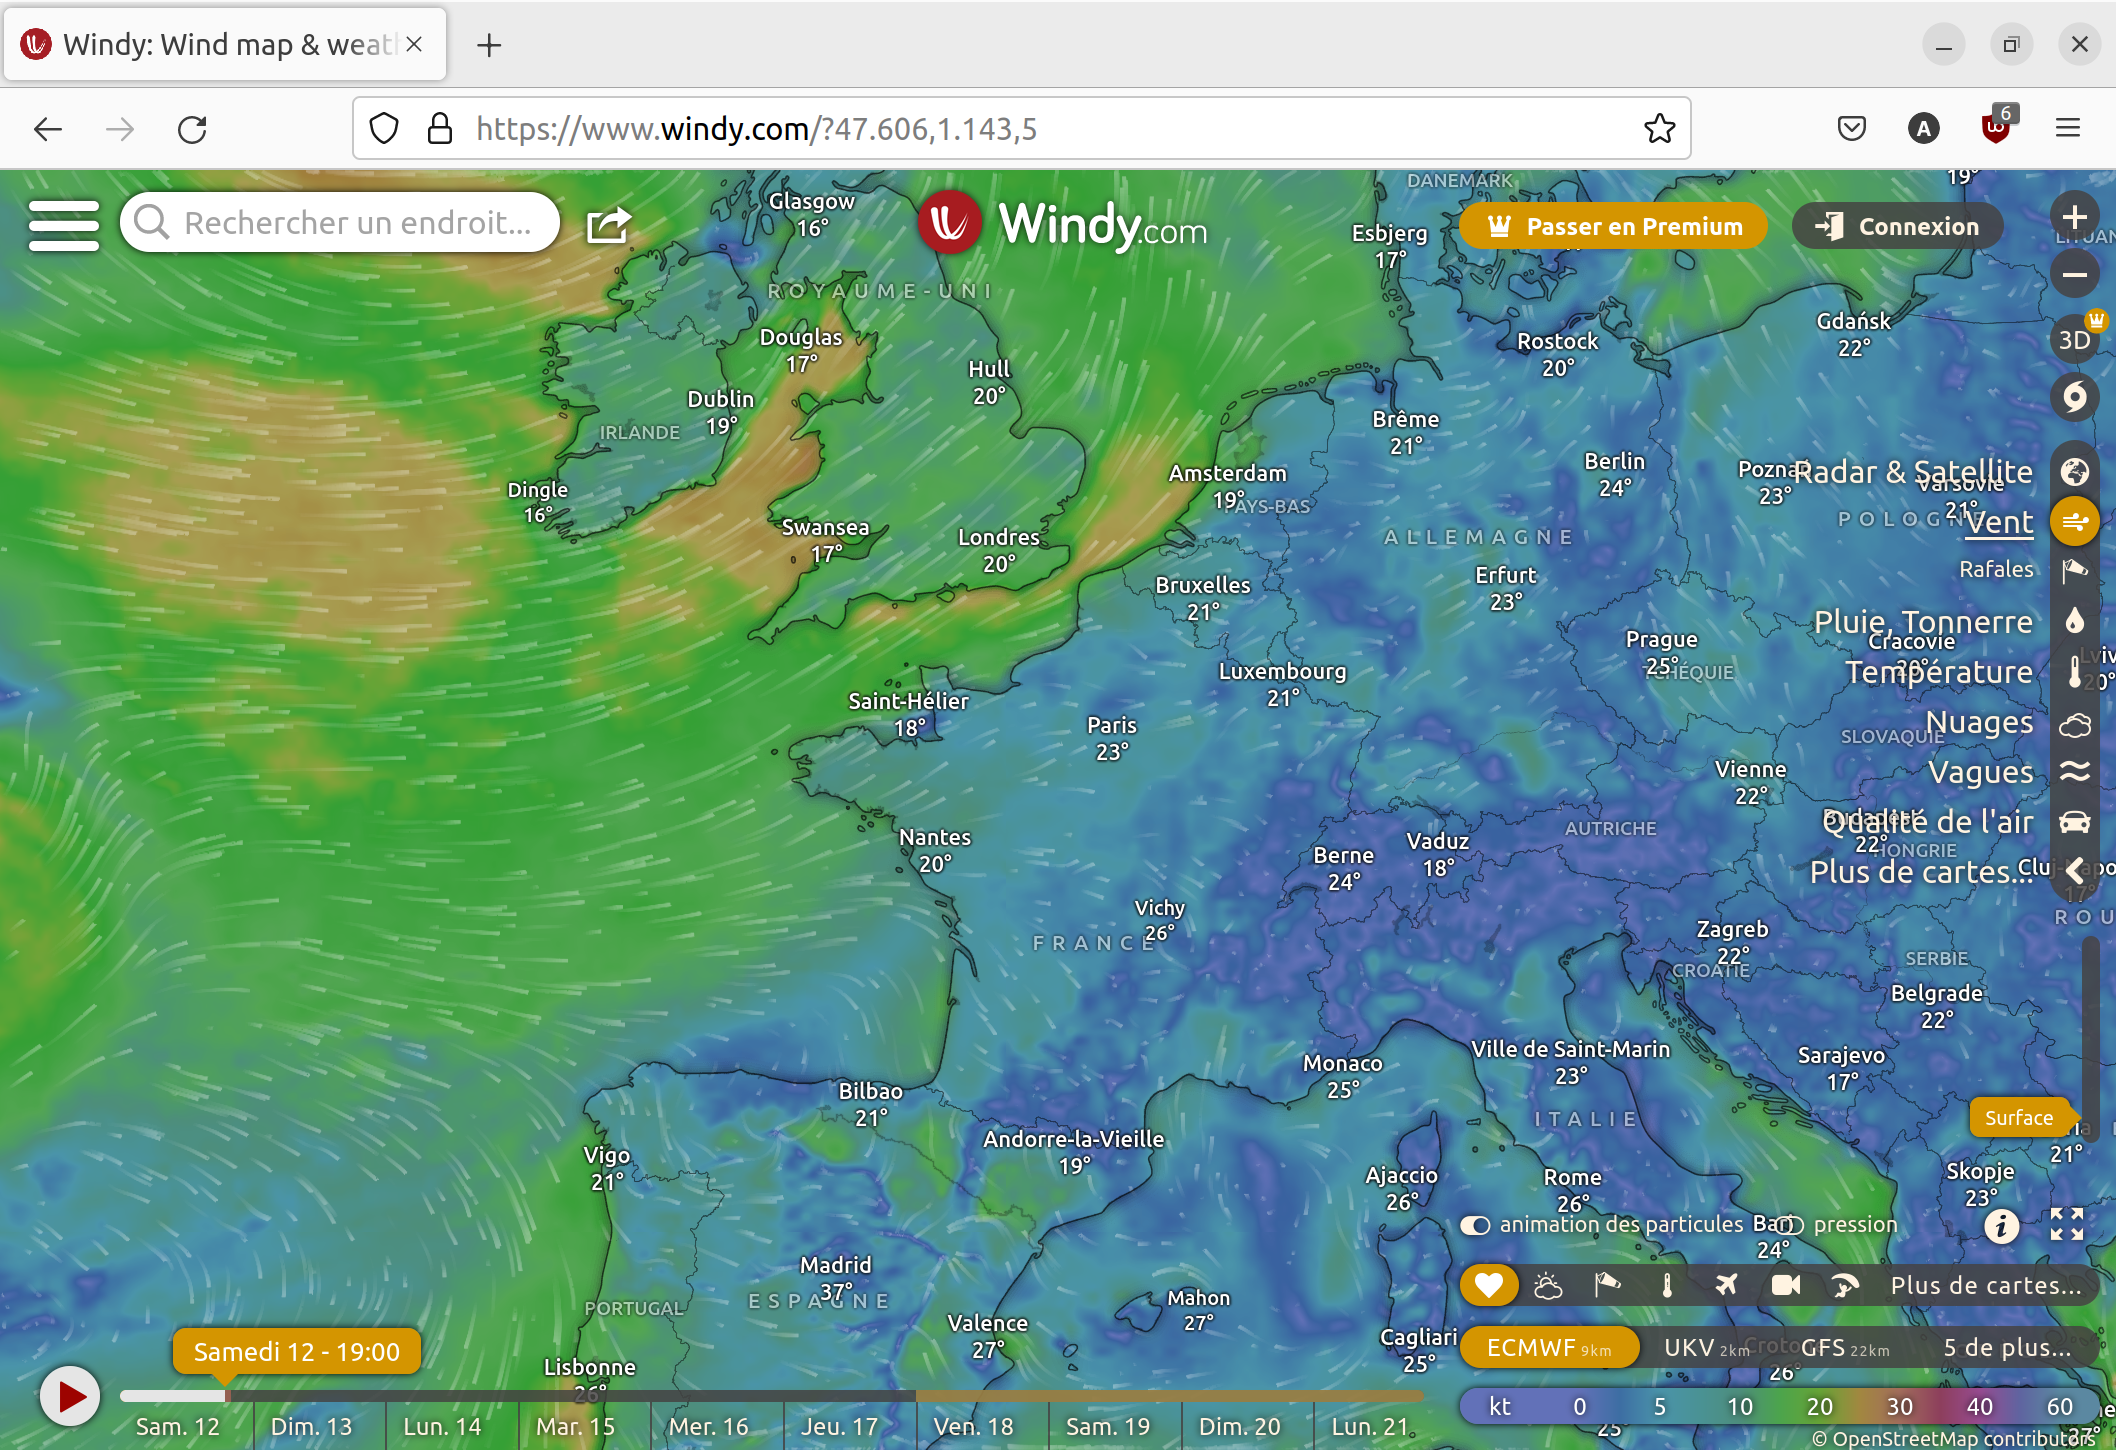 Windy: Wind map & weat
6
https://www.windy.com/?47.606,1.143,5
Rechercher un endroit...
Windy.com
Passer en Premium
Connexion
3D
Radar & Satellite
Vent
Rafales
Pluie, Tonnerre
Température
Nuages
Vagues
Qualité de l'air
Plus de cartes...
Glasgow
16°
DANEMARK
19°
Esbjerg
17°
ROYAUME-UNI
Douglas
17°
Hull
20°
Rostock
20°
Gdańsk
22°
Dublin
19°
IRLANDE
Brême
21°
Dingle
16°
Amsterdam
19°
PAYS-BAS
Berlin
24°
23°
Varsovie
21°
Swansea
17°
Londres
20°
ALLEMAGNE
Bruxelles
21°
Erfurt
23°
Prague
25°
Cracovie
20°
Luxembourg
21°
Saint-Hélier
18°
Paris
23°
SLOVAQUIE
Vienne
22°
Nantes
20°
Berne
24°
Vaduz
18°
AUTRICHE
Budapest
22°
HONGRIE
17°
Vichy
26°
FRANCE
Zagreb
22°
CROATIE
SERBIE
Belgrade
22°
Monaco
25°
Ville de Saint-Marin
23°
Sarajevo
17°
Bilbao
21°
ITALIE
Surface
21°
Andorre-la-Vieille
19°
Vigo
21°
Ajaccio
26°
Rome
26°
Skopje
23°
animation des particules
Bari
24°
pression
Madrid
37°
ESPAGNE
PORTUGAL
Mahon
27°
Valence
27°
Cagliari
25°
Lisbonne
26°
Plus de cartes...
ECMWF 9km
UKV 2km
GFS 22km
5 de plus...
26°
Samedi 12 - 19:00
kt 0 5 10 20 30 40 60
Sam. 12 Dim. 13 Lun. 14 Mar. 15 Mer. 16 Jeu. 17 Ven. 18 Sam. 19 Dim. 20 Lun. 21
25°
27°
© OpenStreetMap contributors